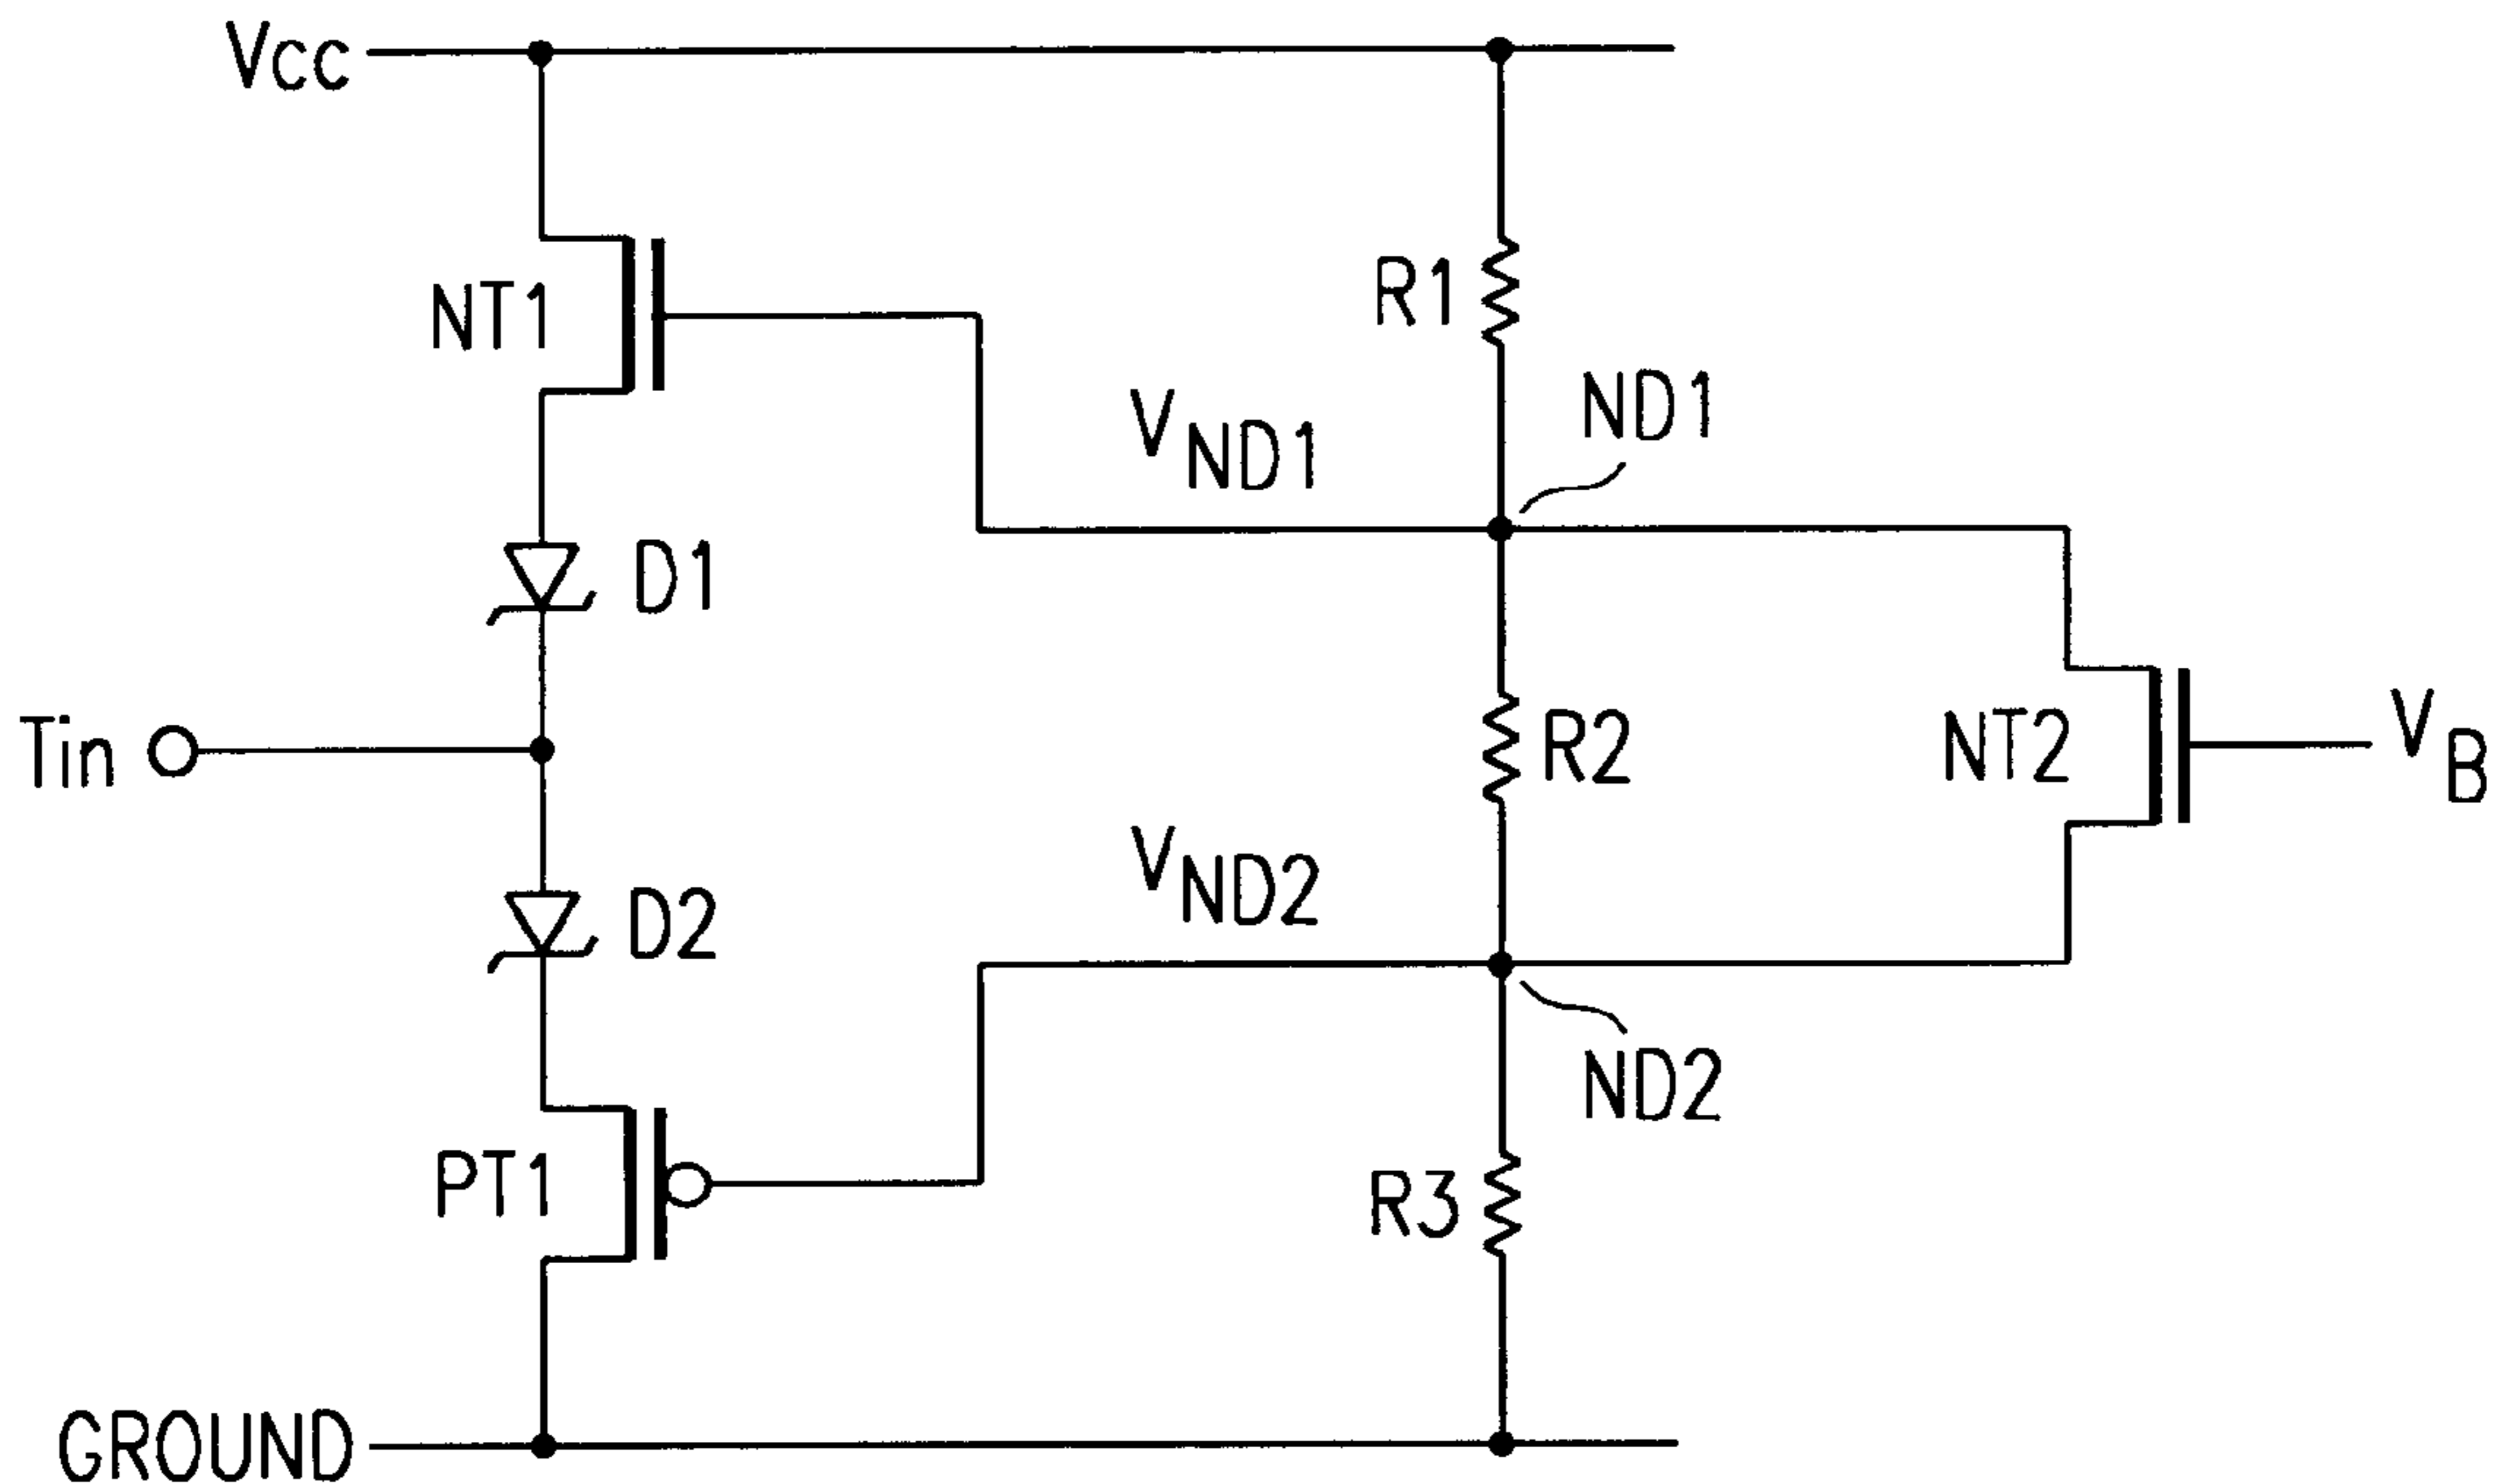 Vcc
NT1
R1
ND1
VND1
D1
Tin
R2
NT2
VB
VND2
D2
ND2
PT1
R3
GROUND